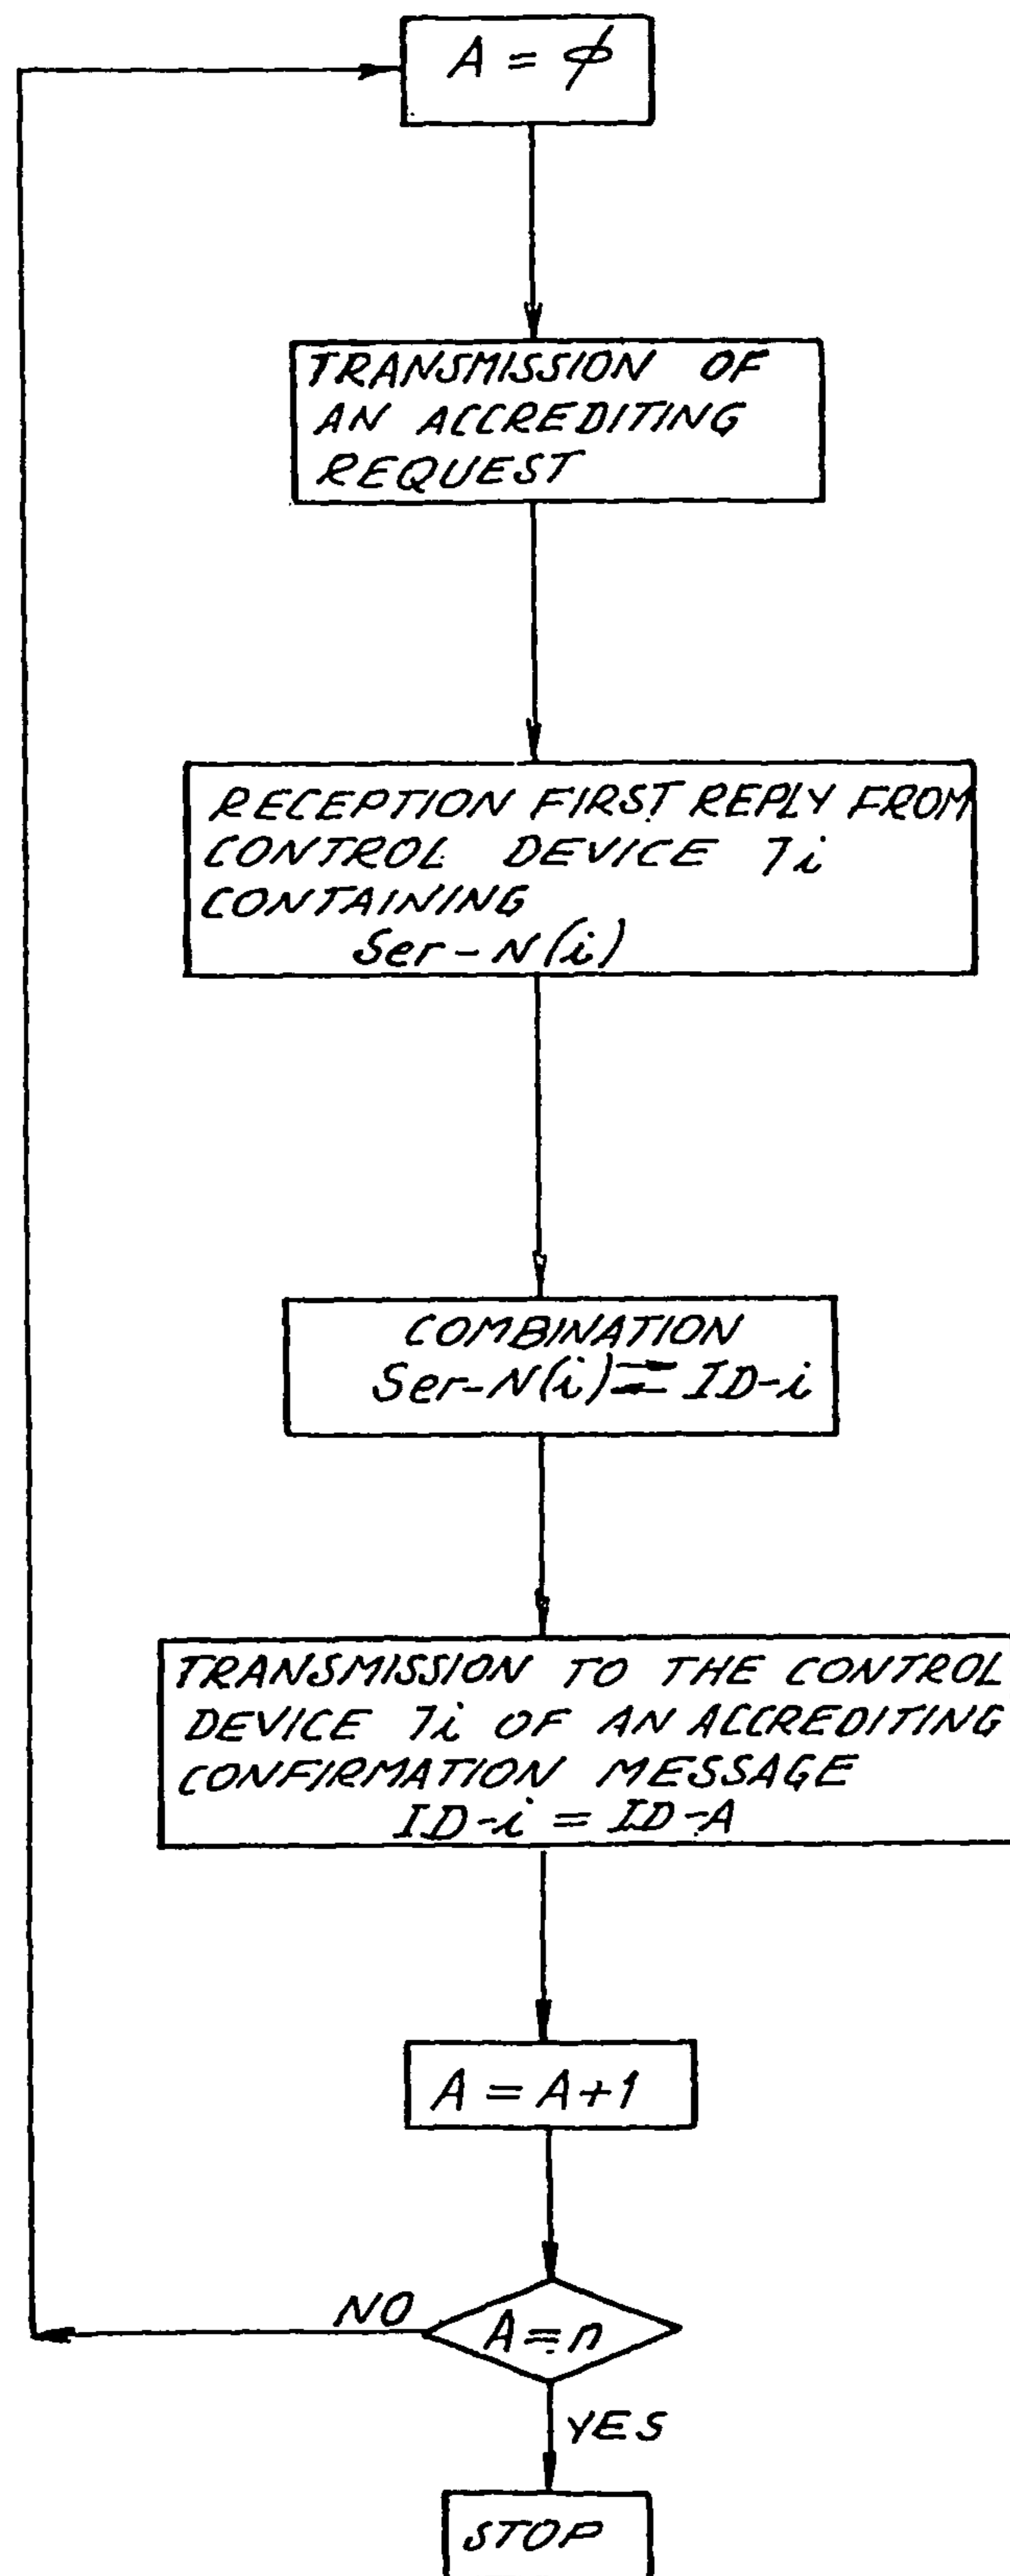 A = ϕ
TRANSMISSION OF
AN ACCREDITING
REQUEST
RECEPTION FIRST REPLY FROM
CONTROL DEVICE 7i
CONTAINING
Ser-N(i)
COMBINATION
Ser-N(i) ⇄ ID-i
TRANSMISSION TO THE CONTROL
DEVICE 7i OF AN ACCREDITING
CONFIRMATION MESSAGE
ID-i = ID-A
A = A+1
NO
A=n
YES
STOP